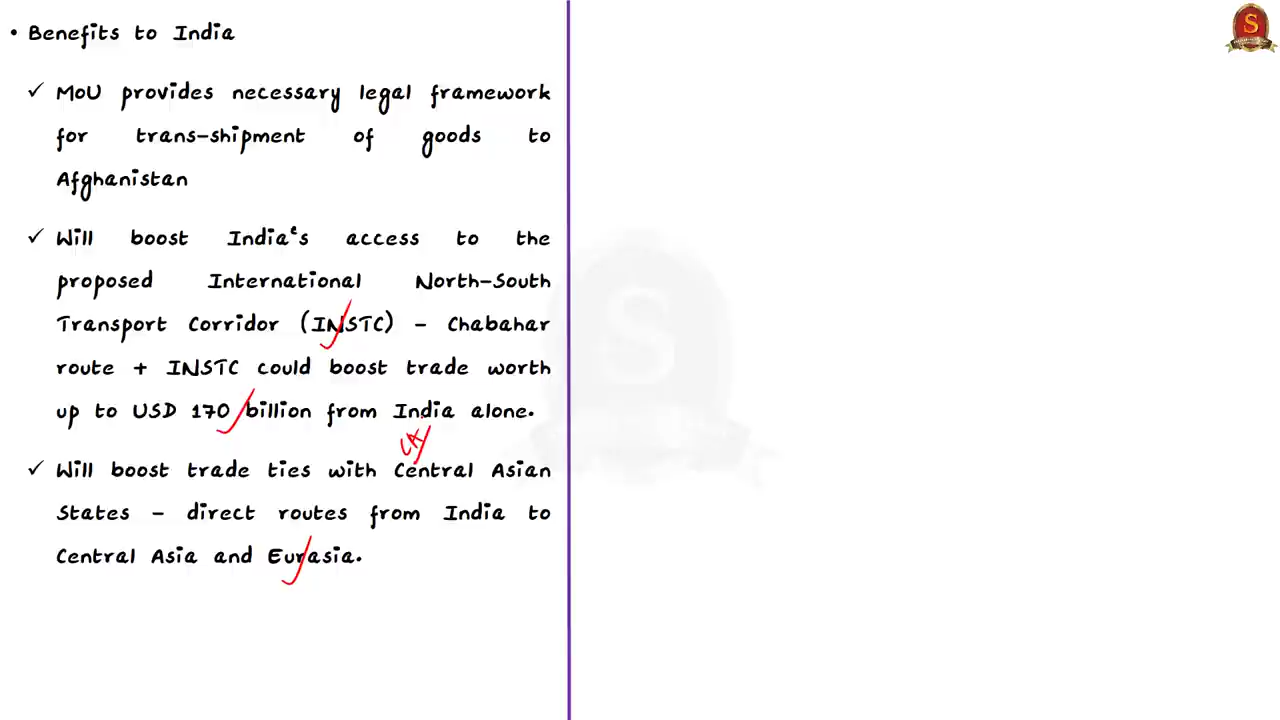 • Benefits to India
✓ MoU provides necessary legal framework
for trans-shipment of goods to
Afghanistan
✓ Will boost India's access to the
proposed International North-South
Transport Corridor (INSTC) – Chabahar
route + INSTC could boost trade worth
up to USD 170 billion from India alone.
✓ Will boost trade ties with Central Asian
States – direct routes from India to
Central Asia and Eurasia.
S
S